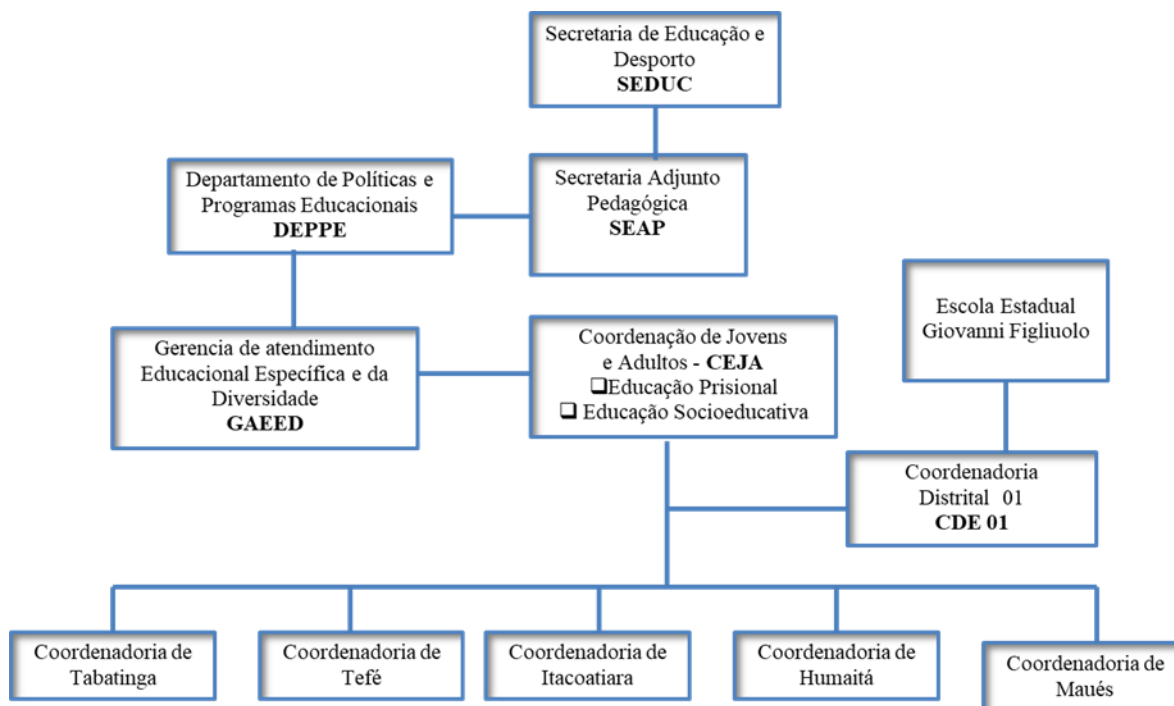 Secretaria de Educação e
Desporto
SEDUC
Departamento de Políticas e
Programas Educacionais
DEPPE
Secretaria Adjunto
Pedagógica
SEAP
Escola Estadual
Giovanni Figliuolo
Gerencia de atendimento
Educacional Específica e da
Diversidade
GAEED
Coordenação de Jovens
e Adultos - CEJA
❑Educação Prisional
❑ Educação Socioeducativa
Coordenadoria
Distrital 01
CDE 01
Coordenadoria de
Tabatinga
Coordenadoria de
Tefé
Coordenadoria de
Itacoatiara
Coordenadoria de
Humaitá
Coordenadoria de
Maués